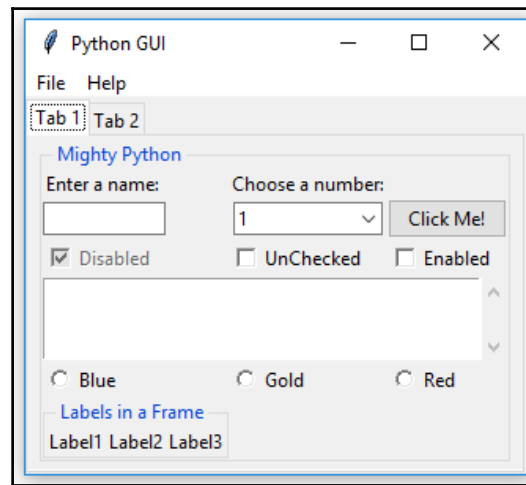 Python GUI
File Help
Tab 1 Tab 2
Mighty Python
Enter a name: Choose a number:
1 Click Me!
Disabled UnChecked Enabled
Blue Gold Red
Labels in a Frame
Label1 Label2 Label3